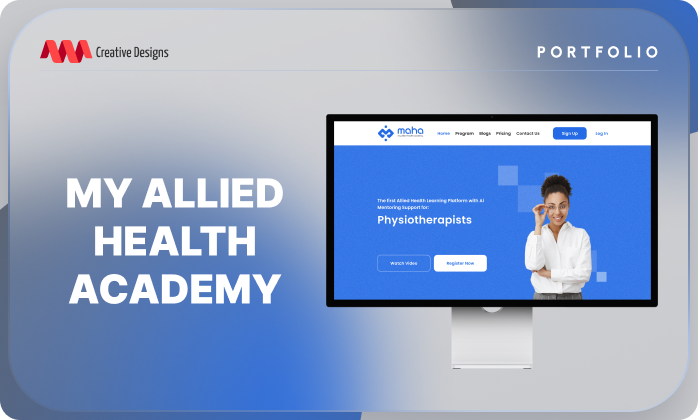 Creative Designs
PORTFOLIO
MY ALLIED
HEALTH
ACADEMY
maha
Home Program Blogs Pricing Contact Us Sign Up Log In
The first Allied Health Learning Platform with AI
Mentoring Support for:
Physiotherapists
Watch Video Register Now